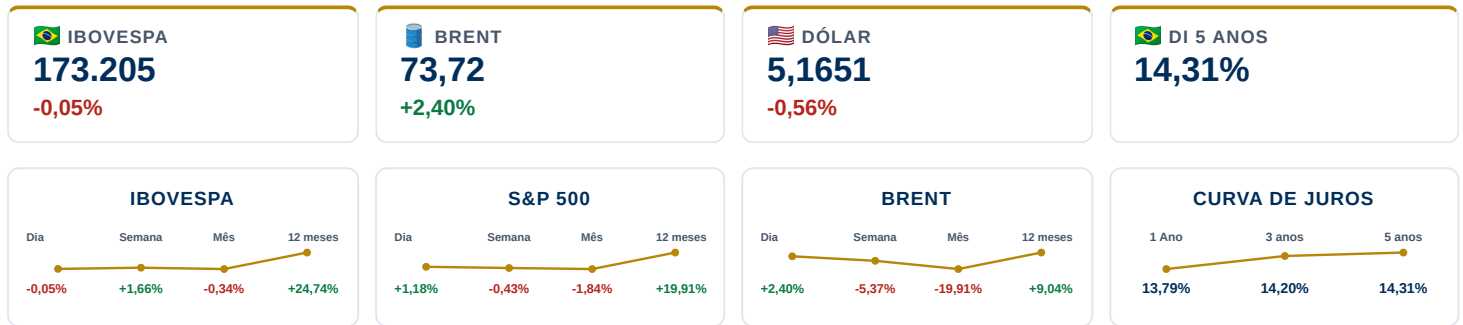 IBOVESPA
173.205
-0,05%
BRENT
73,72
+2,40%
DÓLAR
5,1651
-0,56%
DI 5 ANOS
14,31%
IBOVESPA
Dia Semana Mês 12 meses
-0,05% +1,66% -0,34% +24,74%
S&P 500
Dia Semana Mês 12 meses
+1,18% -0,43% -1,84% +19,91%
BRENT
Dia Semana Mês 12 meses
+2,40% -5,37% -19,91% +9,04%
CURVA DE JUROS
1 Ano 3 anos 5 anos
13,79% 14,20% 14,31%